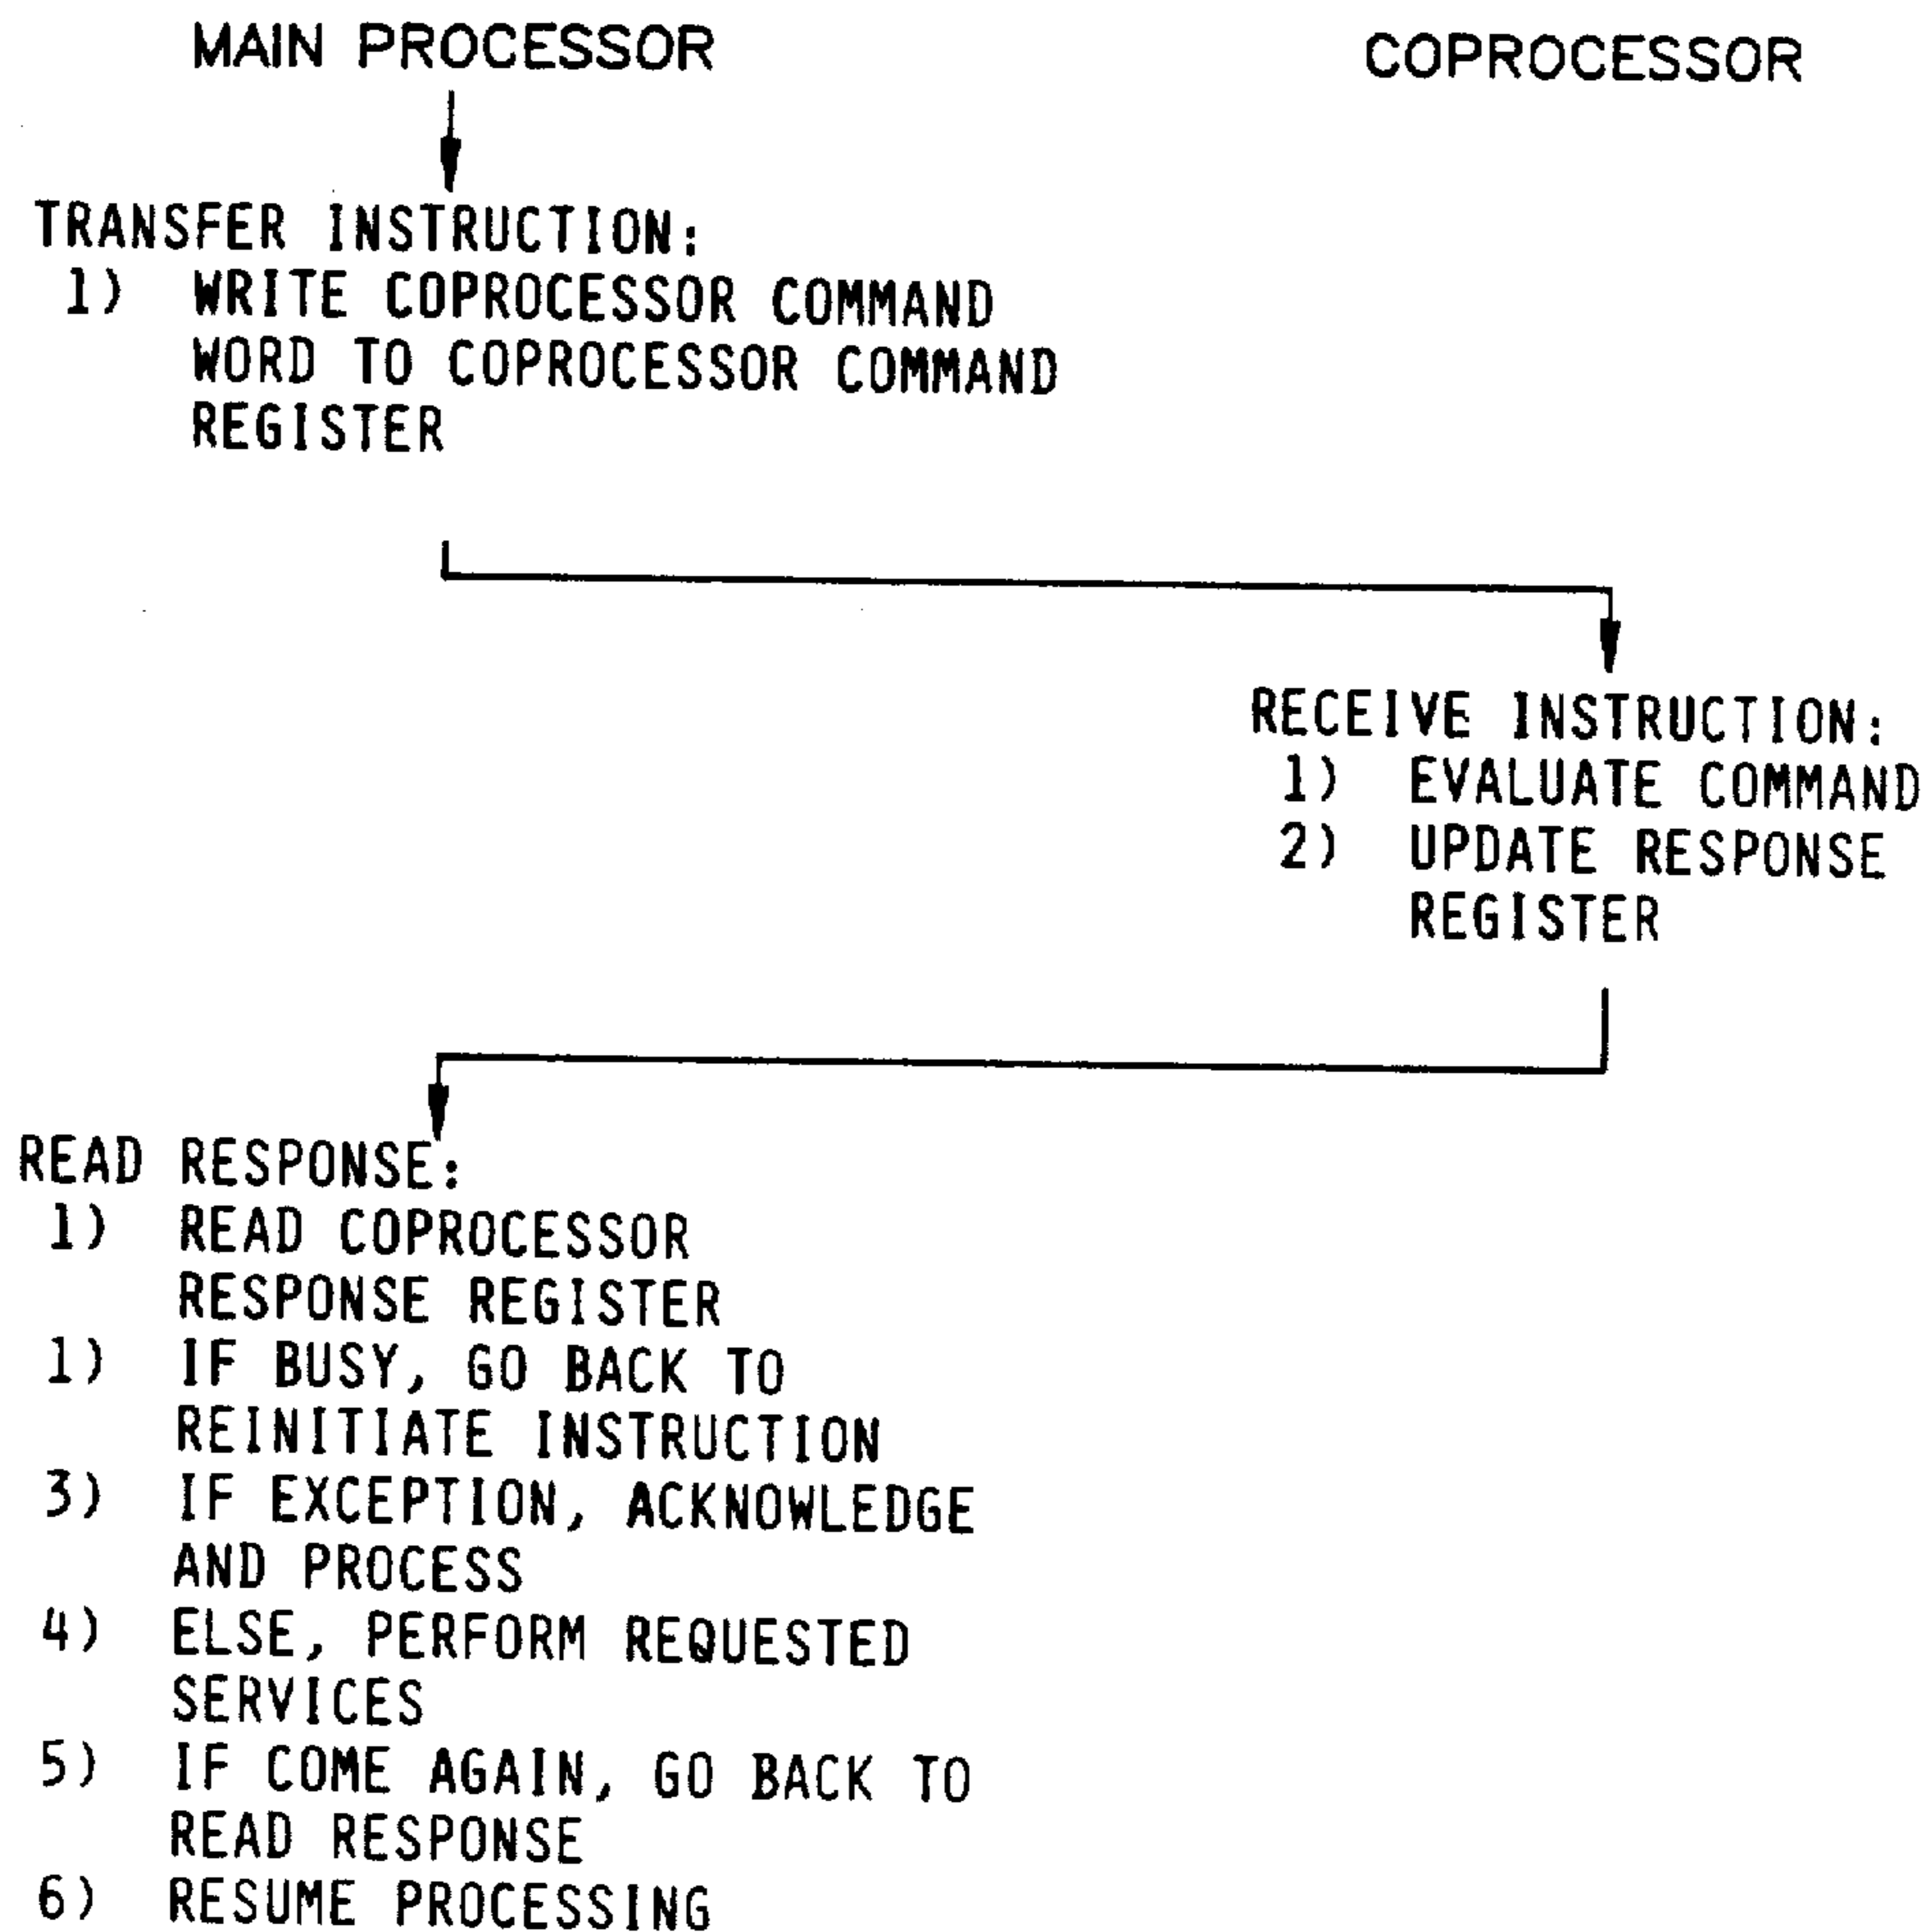 MAIN PROCESSOR
COPROCESSOR
TRANSFER INSTRUCTION:
1) WRITE COPROCESSOR COMMAND
WORD TO COPROCESSOR COMMAND
REGISTER
RECEIVE INSTRUCTION:
1) EVALUATE COMMAND
2) UPDATE RESPONSE
REGISTER
READ RESPONSE:
1) READ COPROCESSOR
RESPONSE REGISTER
1) IF BUSY, GO BACK TO
REINITIATE INSTRUCTION
3) IF EXCEPTION, ACKNOWLEDGE
AND PROCESS
4) ELSE, PERFORM REQUESTED
SERVICES
5) IF COME AGAIN, GO BACK TO
READ RESPONSE
6) RESUME PROCESSING